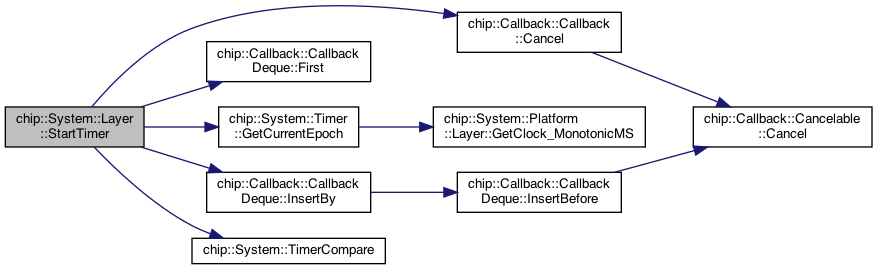 chip::System::Layer
::StartTimer
chip::Callback::Callback
::Cancel
chip::Callback::Callback
Deque::First
chip::System::Timer
::GetCurrentEpoch
chip::System::Platform
::Layer::GetClock_MonotonicMS
chip::Callback::Cancelable
::Cancel
chip::Callback::Callback
Deque::InsertBy
chip::Callback::Callback
Deque::InsertBefore
chip::System::TimerCompare